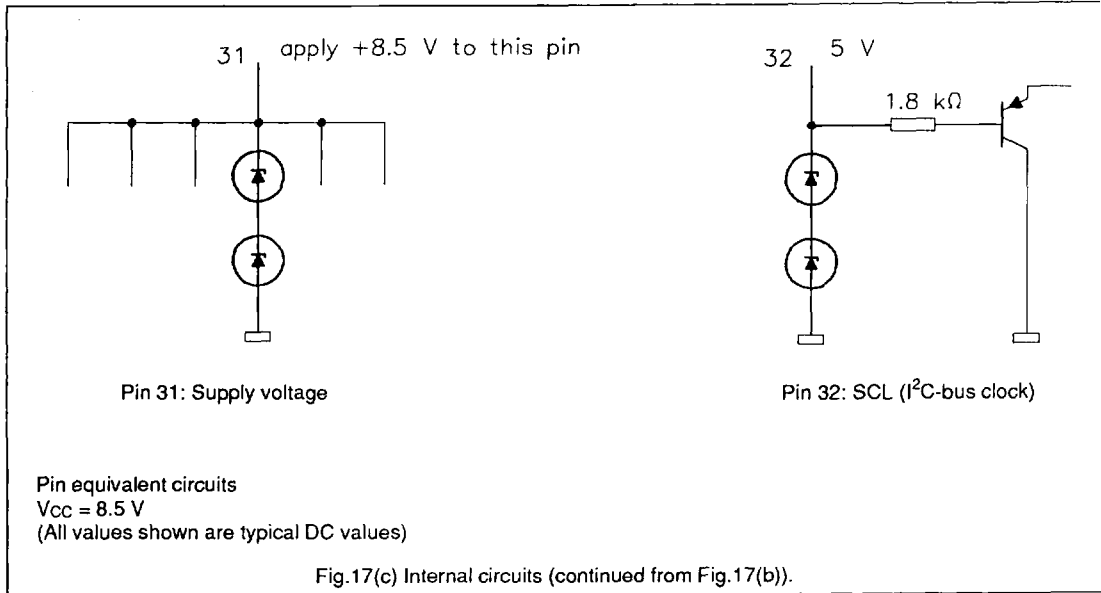 31 apply +8.5 V to this pin
32 5 V
1.8 kΩ
Pin 31: Supply voltage
Pin 32: SCL (I²C-bus clock)
Pin equivalent circuits
VCC = 8.5 V
(All values shown are typical DC values)
Fig.17(c) Internal circuits (continued from Fig.17(b)).